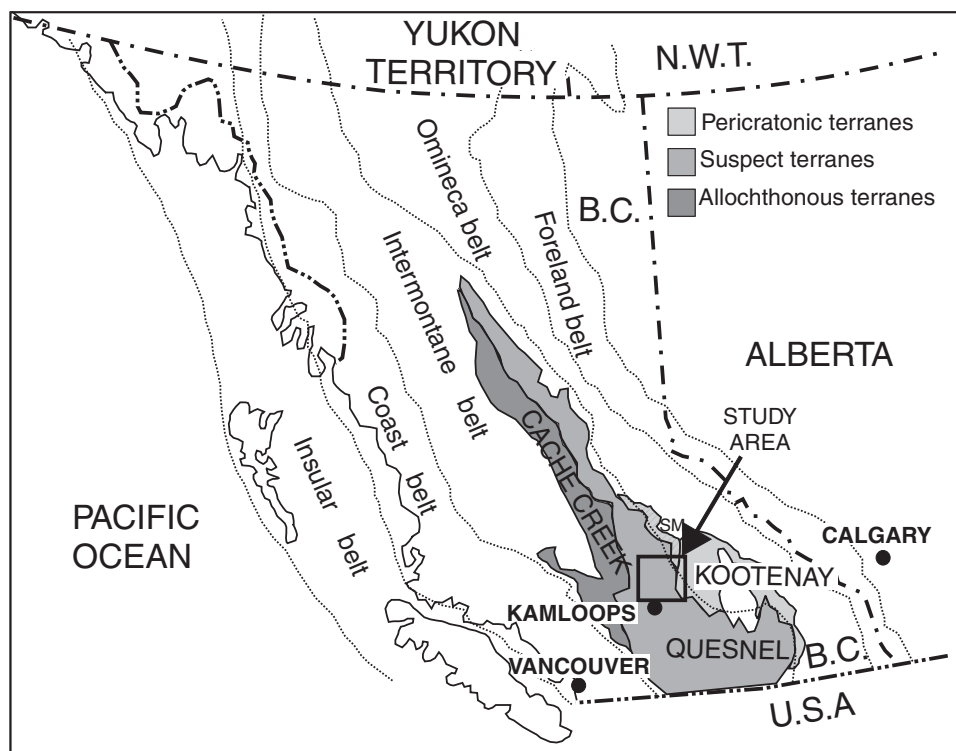 YUKON
TERRITORY
N.W.T.
Pericratonic terranes
Suspect terranes
Allochthonous terranes
B.C.
Omineca belt
Foreland belt
Intermontane
belt
ALBERTA
STUDY
AREA
Coast
belt
Insular
belt
CACHE CREEK
PACIFIC
OCEAN
SM
CALGARY
KOOTENAY
KAMLOOPS
QUESNEL
B.C.
VANCOUVER
U.S.A